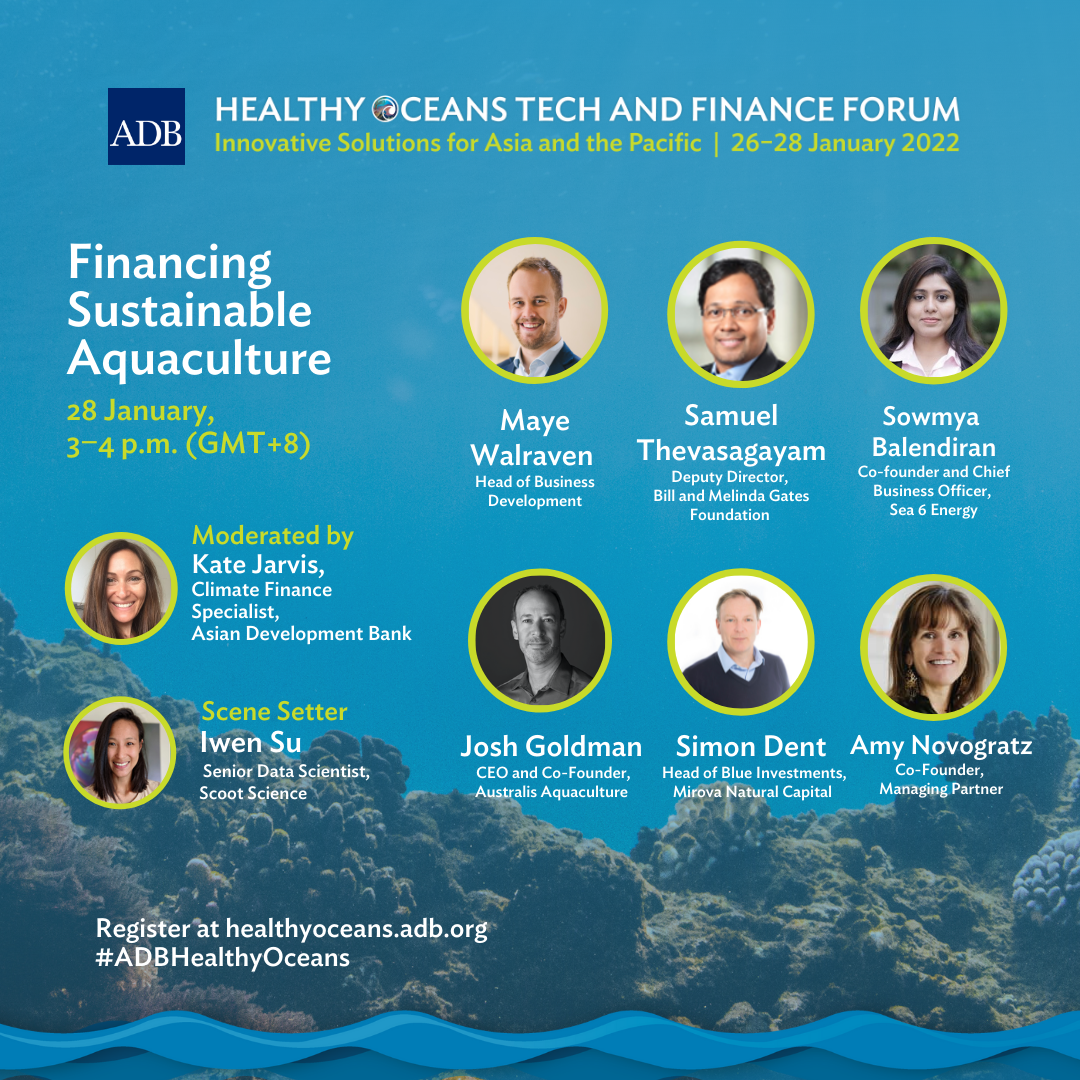 ADB
HEALTHY OCEANS TECH AND FINANCE FORUM
Innovative Solutions for Asia and the Pacific | 26–28 January 2022
Financing
Sustainable
Aquaculture
28 January,
3–4 p.m. (GMT+8)
Moderated by
Kate Jarvis,
Climate Finance
Specialist,
Asian Development Bank
Scene Setter
Iwen Su
Senior Data Scientist,
Scoot Science
Maye
Walraven
Head of Business
Development
Samuel
Thevasagayam
Deputy Director,
Bill and Melinda Gates
Foundation
Sowmya
Balendiran
Co-founder and Chief
Business Officer,
Sea 6 Energy
Josh Goldman
CEO and Co-Founder,
Australis Aquaculture
Simon Dent
Head of Blue Investments,
Mirova Natural Capital
Amy Novogratz
Co-Founder,
Managing Partner
Register at healthyoceans.adb.org
#ADBHealthyOceans